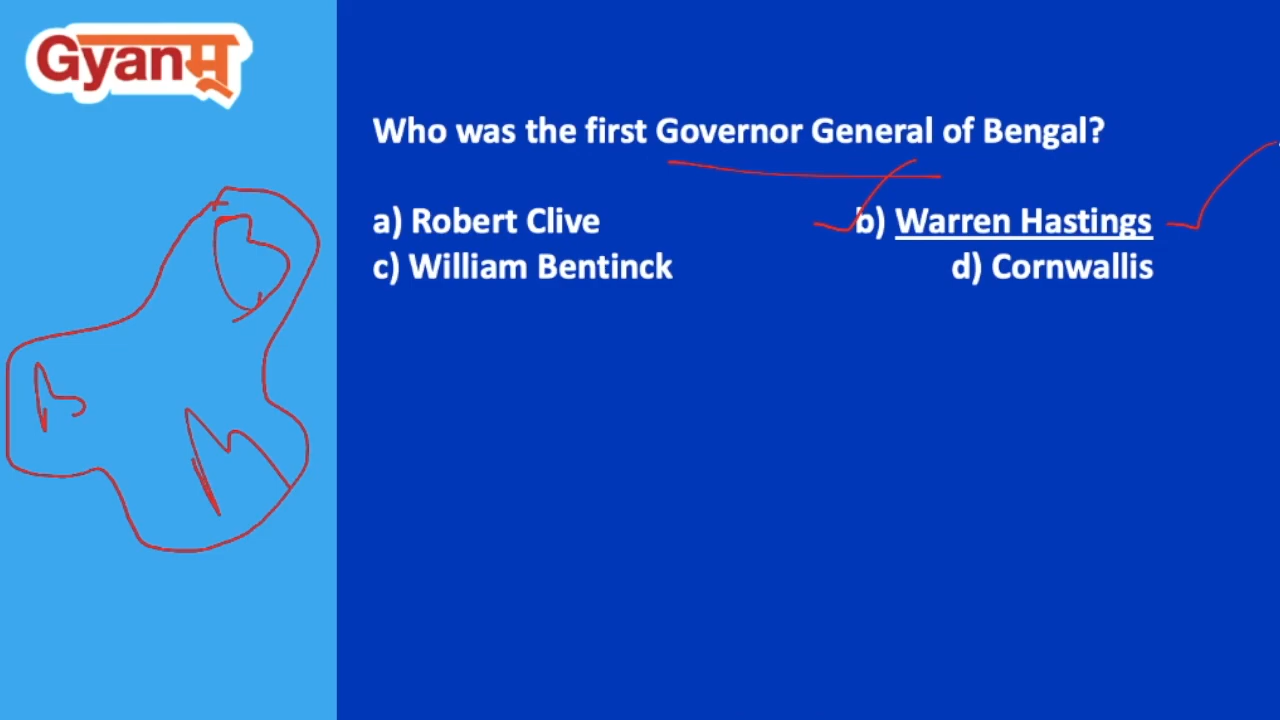 Gyanम्
Who was the first Governor General of Bengal?
a) Robert Clive b) Warren Hastings
c) William Bentinck d) Cornwallis
B
B
M